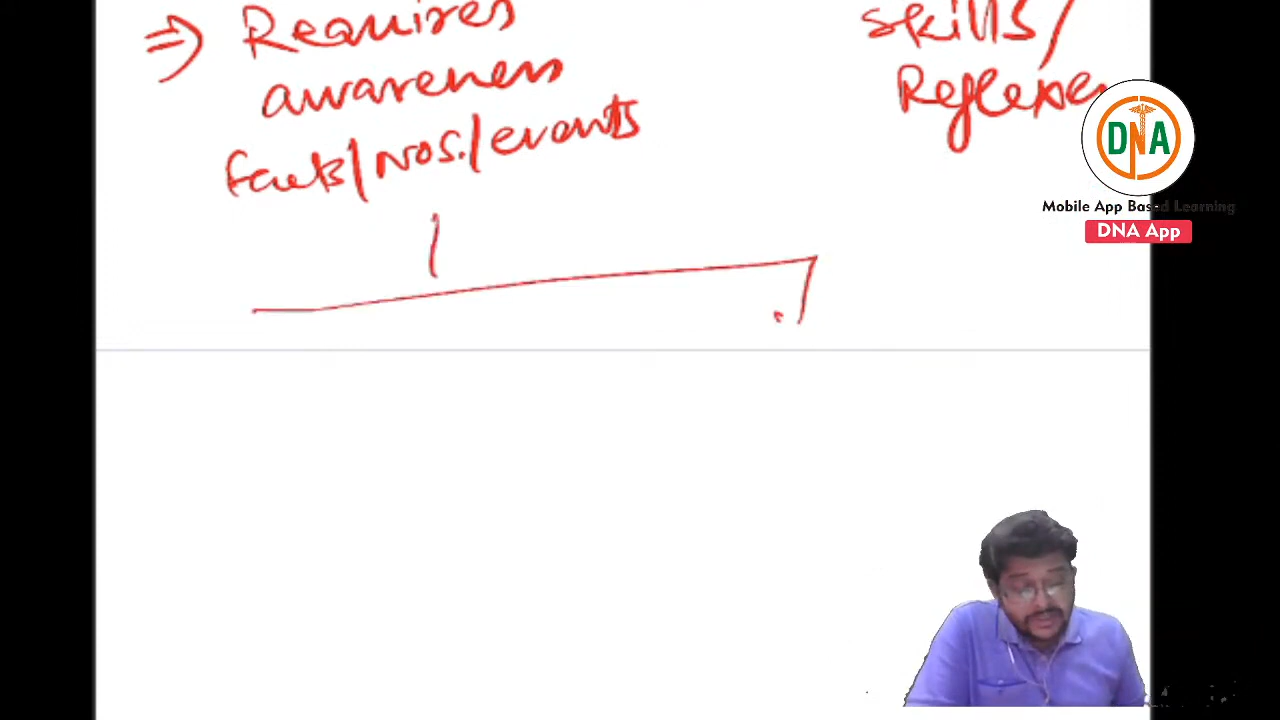 ⇒ Requires
awareness
facts/Nos./events
skills/
Reflexes
DNA
Mobile App Based Learning
DNA App